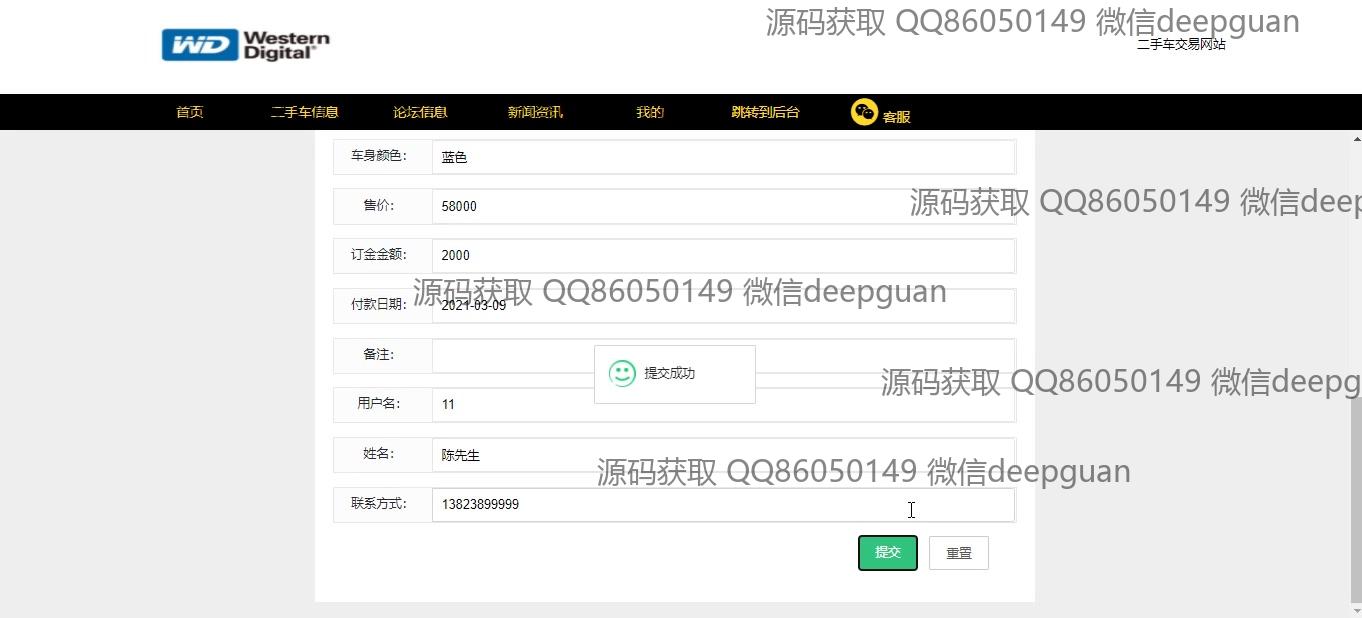 源码获取 QQ86050149 微信deepguan
WD Western Digital®
二手车交易网站
首页 二手车信息 论坛信息 新闻资讯 我的 跳转到后台 客服
车身颜色: 蓝色
源码获取 QQ86050149 微信deep
售价: 58000
订金金额: 2000
源码获取 QQ86050149 微信deepguan
付款日期: 2021-03-09
备注:
提交成功
源码获取 QQ86050149 微信deepg
用户名: 11
姓名: 陈先生
源码获取 QQ86050149 微信deepguan
联系方式: 13823899999
提交 重置